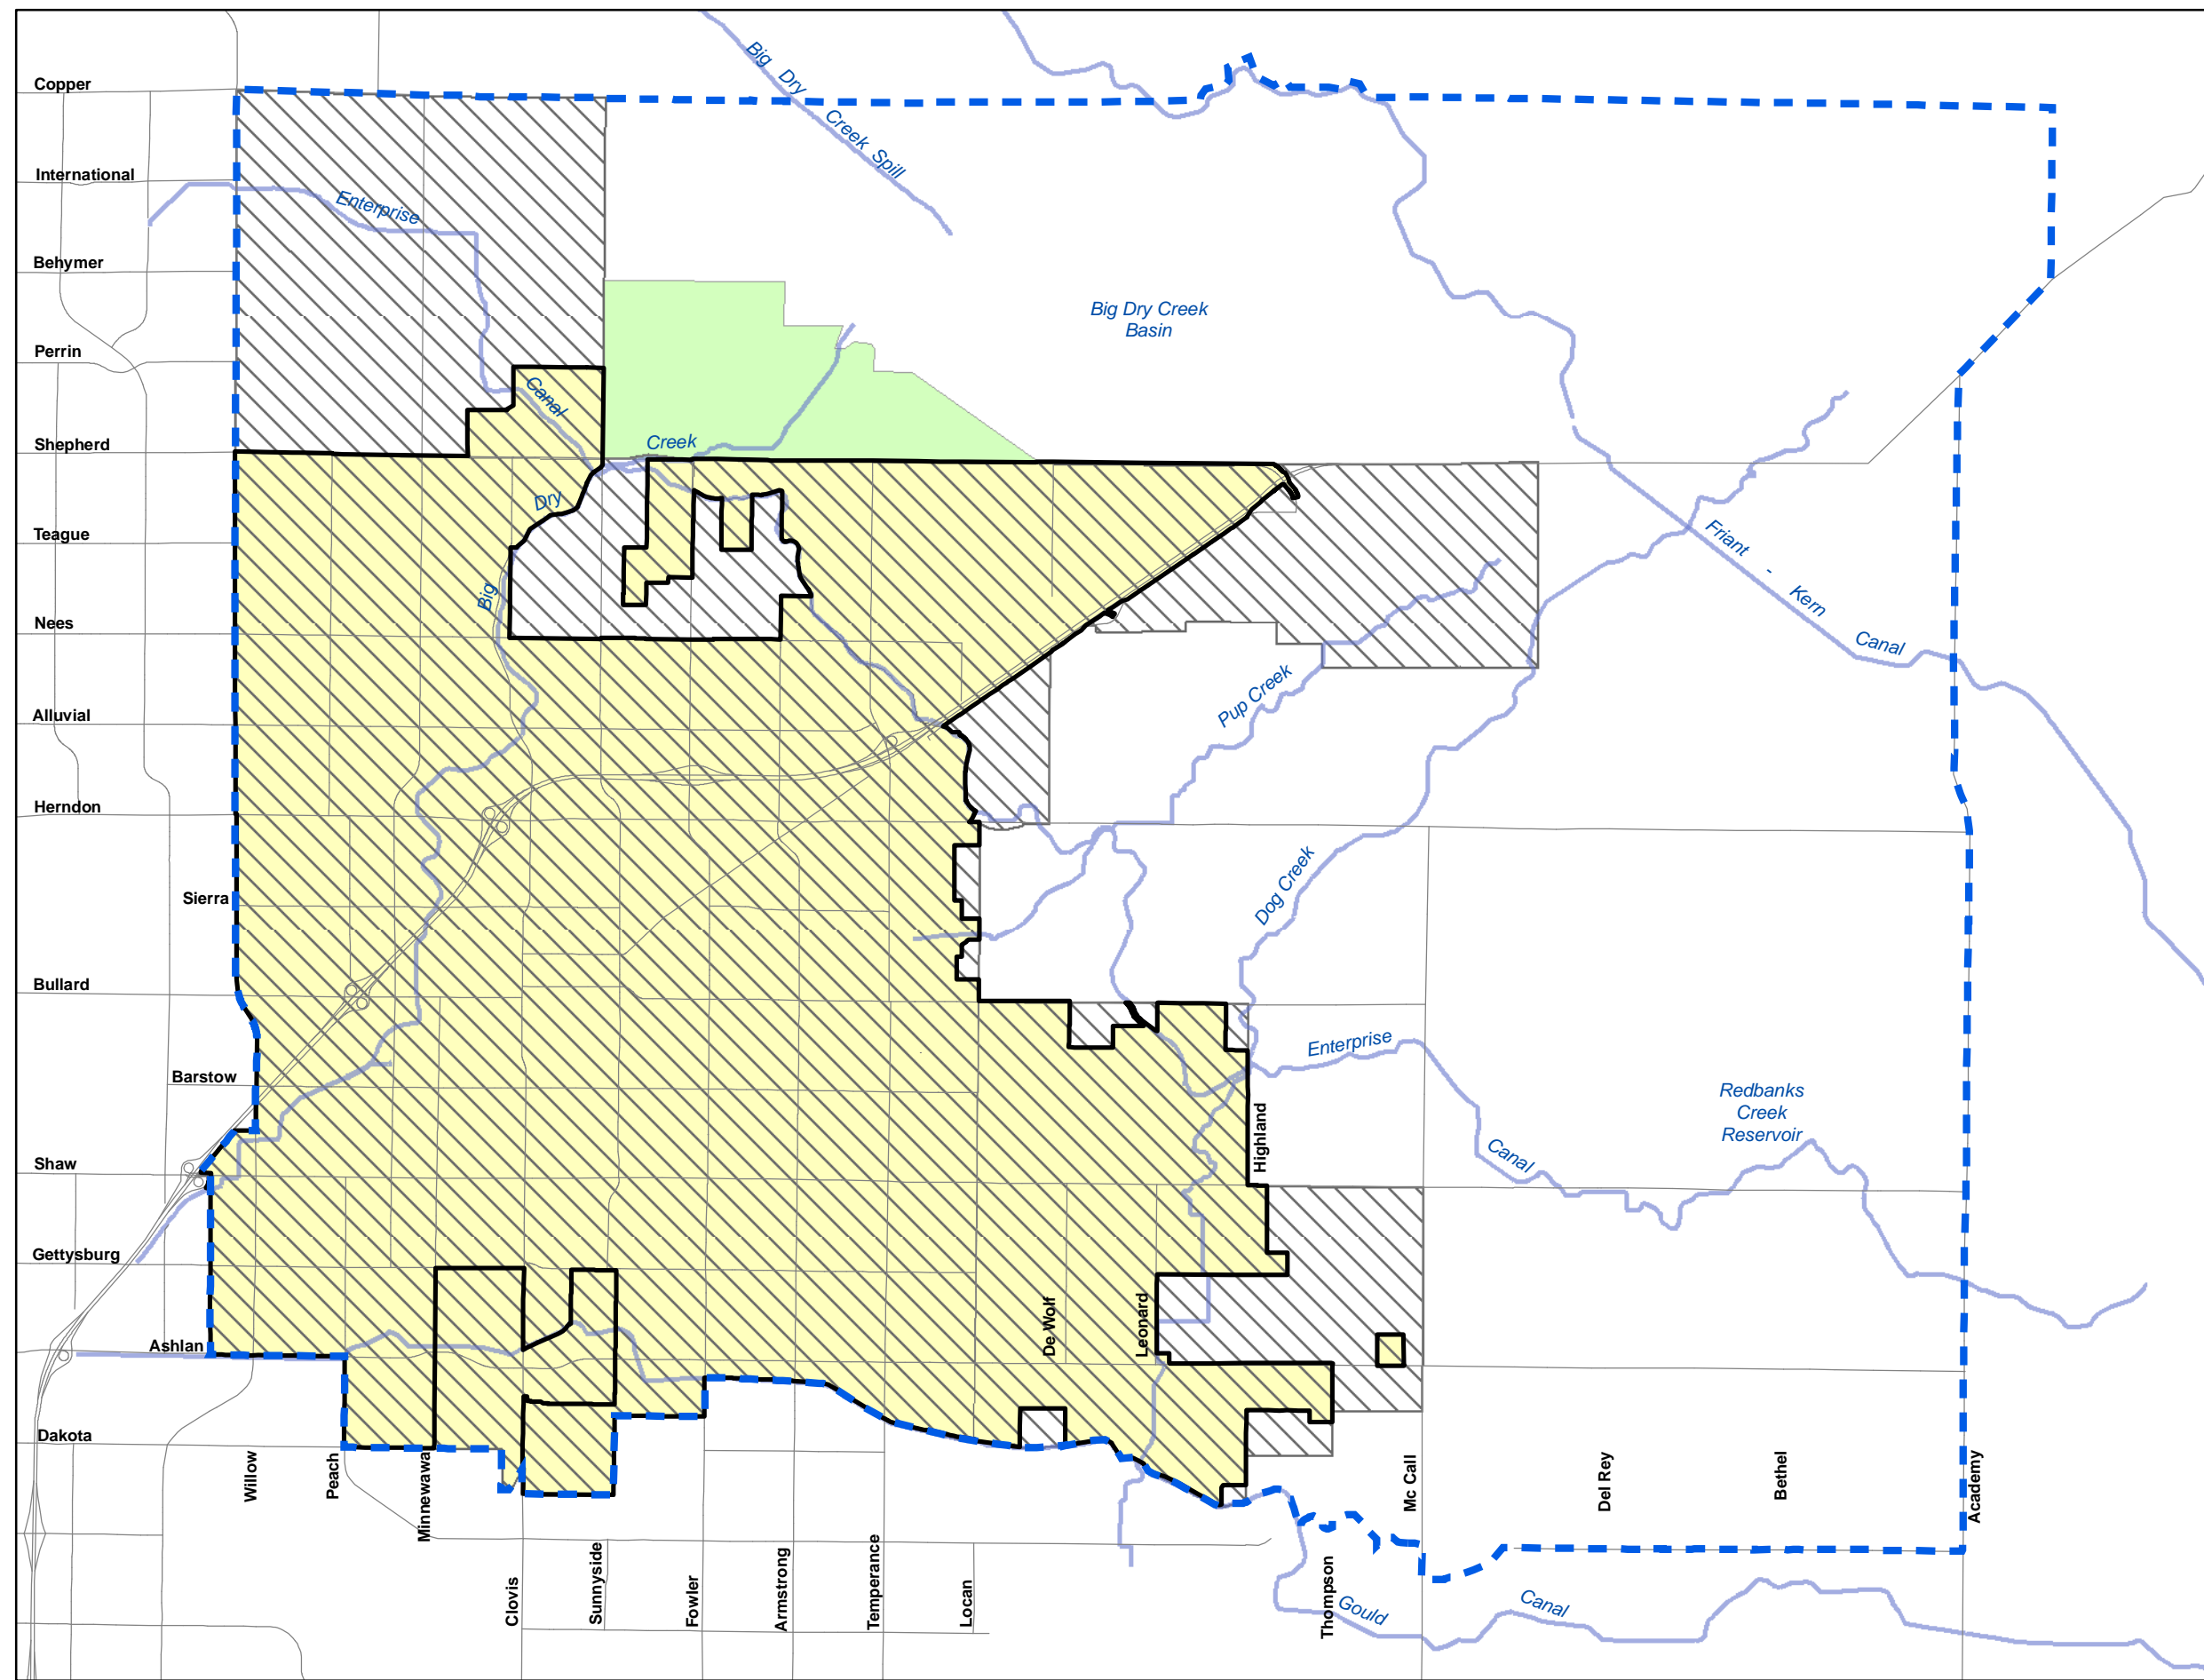 Copper
Big Dry
Creek Spill
International
Enterprise
Behymer
Big Dry Creek
Basin
Perrin
Canal
Shepherd
Creek
Dry
Teague
Friant
-
Kern
Big
Nees
Canal
Pup Creek
Alluvial
Herndon
Dog Creek
Sierra
Bullard
Enterprise
Barstow
Redbanks
Creek
Reservoir
Highland
Shaw
Canal
Gettysburg
De Wolf
Leonard
Ashlan
Dakota
Willow
Peach
Minnewawa
Mc Call
Del Rey
Bethel
Academy
Clovis
Sunnyside
Fowler
Armstrong
Temperance
Locan
Thompson
Gould
Canal